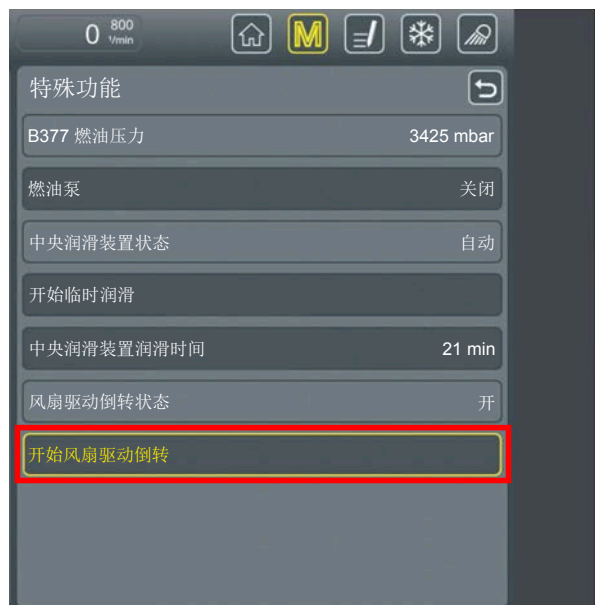 0 800
1/min
M
特殊功能
B377 燃油压力 3425 mbar
燃油泵 关闭
中央润滑装置状态 自动
开始临时润滑
中央润滑装置润滑时间 21 min
风扇驱动倒转状态 开
开始风扇驱动倒转